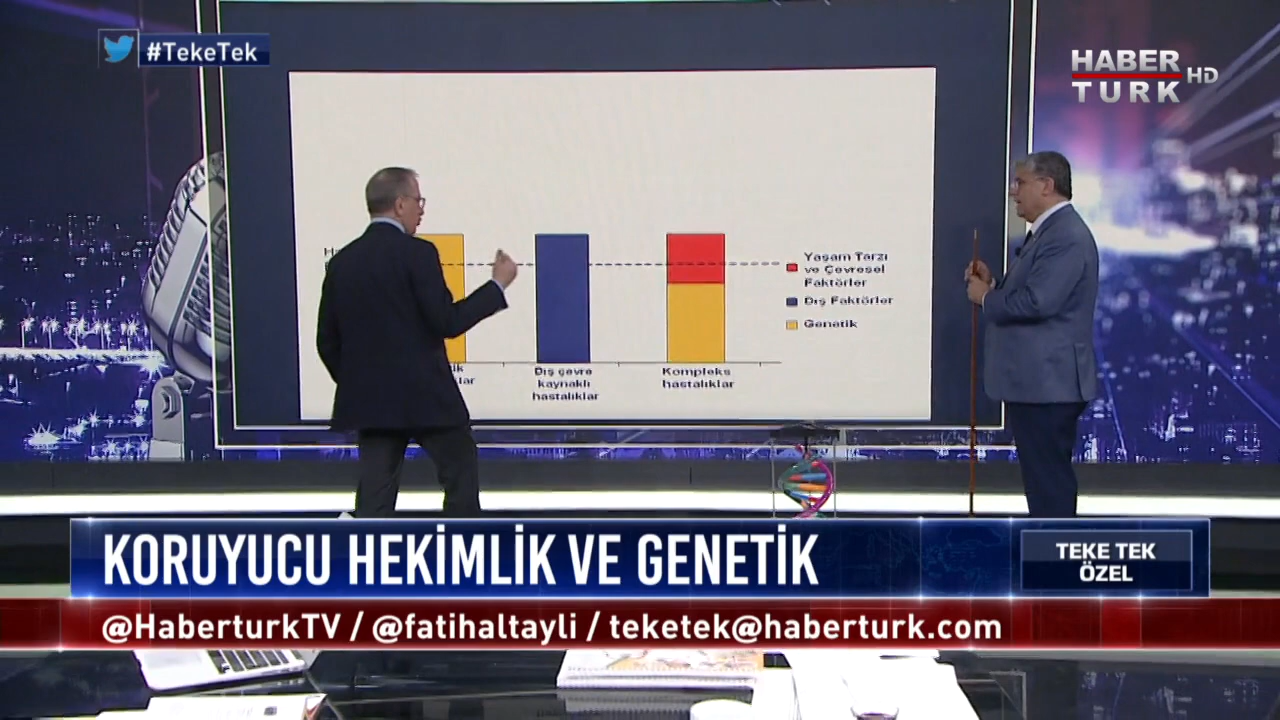 #TekeTek
HABER
TURK HD
Yaşam Tarzı
ve Çevresel
Faktörler
Dış Faktörler
Genetik
Dış çevre
kaynaklı
hastalıklar
Kompleks
hastalıklar
KORUYUCU HEKİMLİK VE GENETİK
TEKE TEK
ÖZEL
@HaberturkTV / @fatihaltayli / teketek@haberturk.com